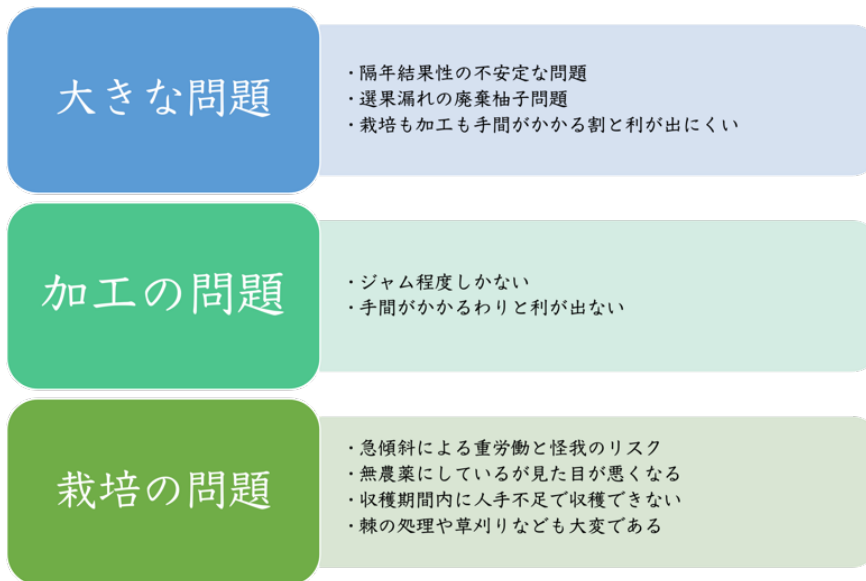 大きな問題
・隔年結果性の不安定な問題
・選果漏れの廃棄柚子問題
・栽培も加工も手間がかかる割と利が出にくい
加工の問題
・ジャム程度しかない
・手間がかかるわりと利が出ない
栽培の問題
・急傾斜による重労働と怪我のリスク
・無農薬にしているが見た目が悪くなる
・収穫期間内に人手不足で収穫できない
・棘の処理や草刈りなども大変である